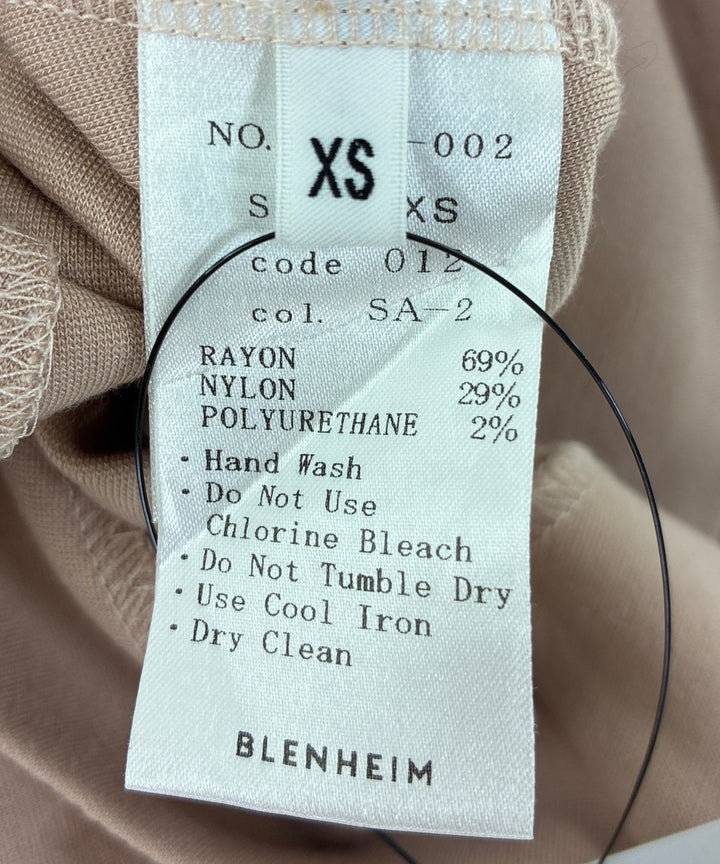 XS
NO. -002
S XS
code 012
col. SA-2
RAYON 69%
NYLON 29%
POLYURETHANE 2%
・Hand Wash
・Do Not Use
Chlorine Bleach
・Do Not Tumble Dry
・Use Cool Iron
・Dry Clean
BLENHEIM